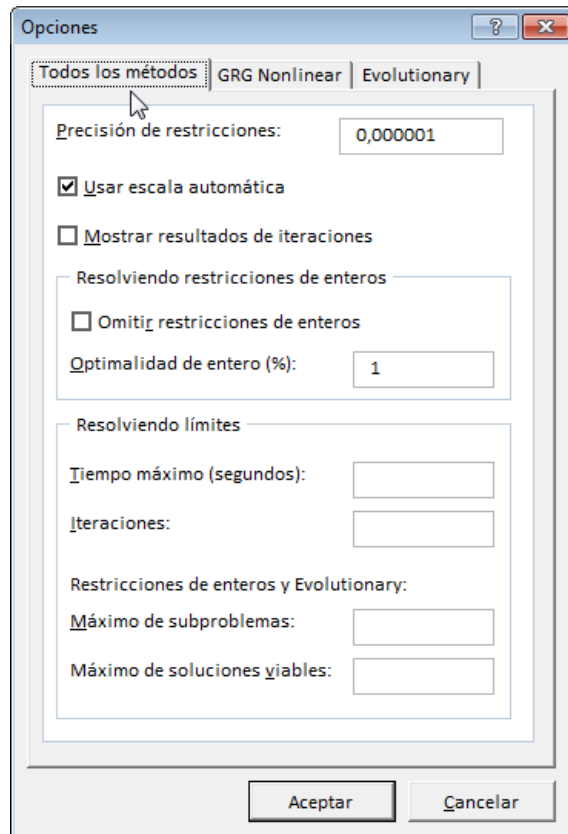 Opciones
Todos los métodos GRG Nonlinear Evolutionary
Precisión de restricciones: 0,000001
Usar escala automática
Mostrar resultados de iteraciones
Resolviendo restricciones de enteros
Omitir restricciones de enteros
Optimalidad de entero (%): 1
Resolviendo límites
Tiempo máximo (segundos):
Iteraciones:
Restricciones de enteros y Evolutionary:
Máximo de subproblemas:
Máximo de soluciones viables:
Aceptar Cancelar